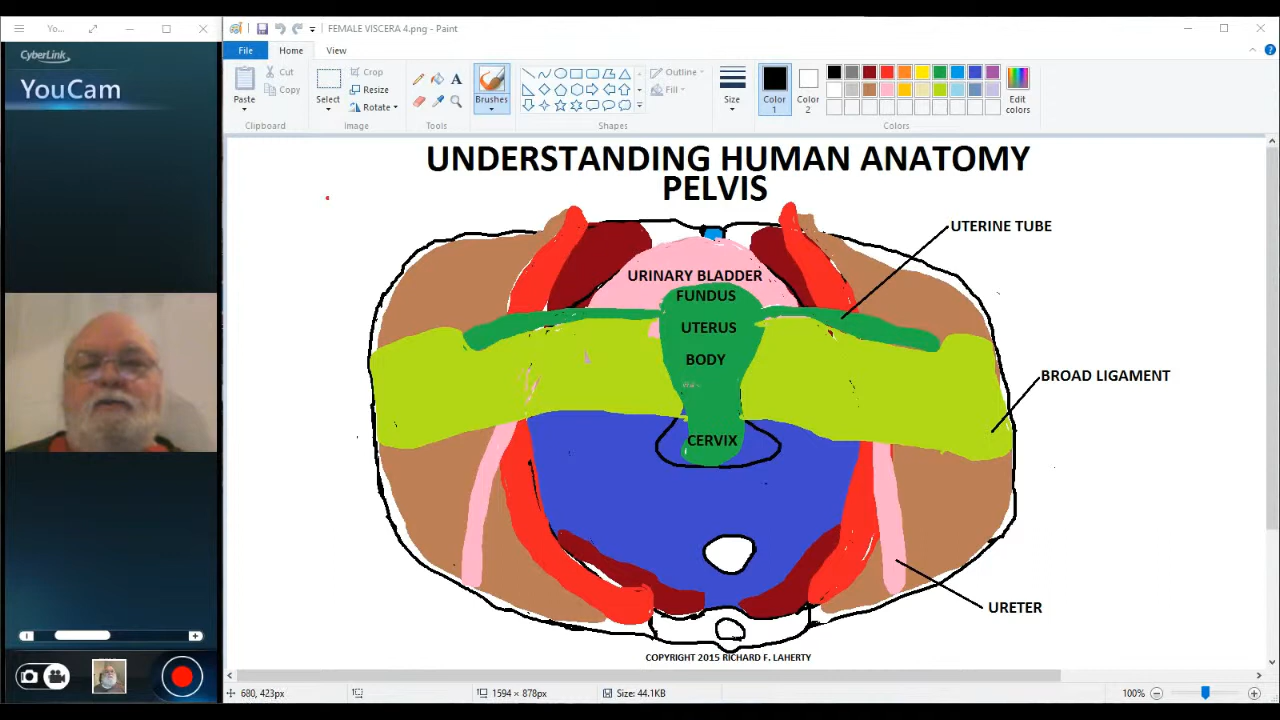 Yo...
FEMALE VISCERA 4.png - Paint
CyberLink
YouCam
File
Home
View
Paste
Cut
Copy
Clipboard
Select
Crop
Resize
Rotate
Image
Tools
Brushes
Shapes
Outline
Fill
Size
Color
1
Color
2
Edit
colors
Colors
UNDERSTANDING HUMAN ANATOMY
PELVIS
UTERINE TUBE
URINARY BLADDER
FUNDUS
UTERUS
BODY
BROAD LIGAMENT
CERVIX
URETER
COPYRIGHT 2015 RICHARD F. LAHERTY
680, 423px
1594 × 878px
Size: 44.1KB
100%